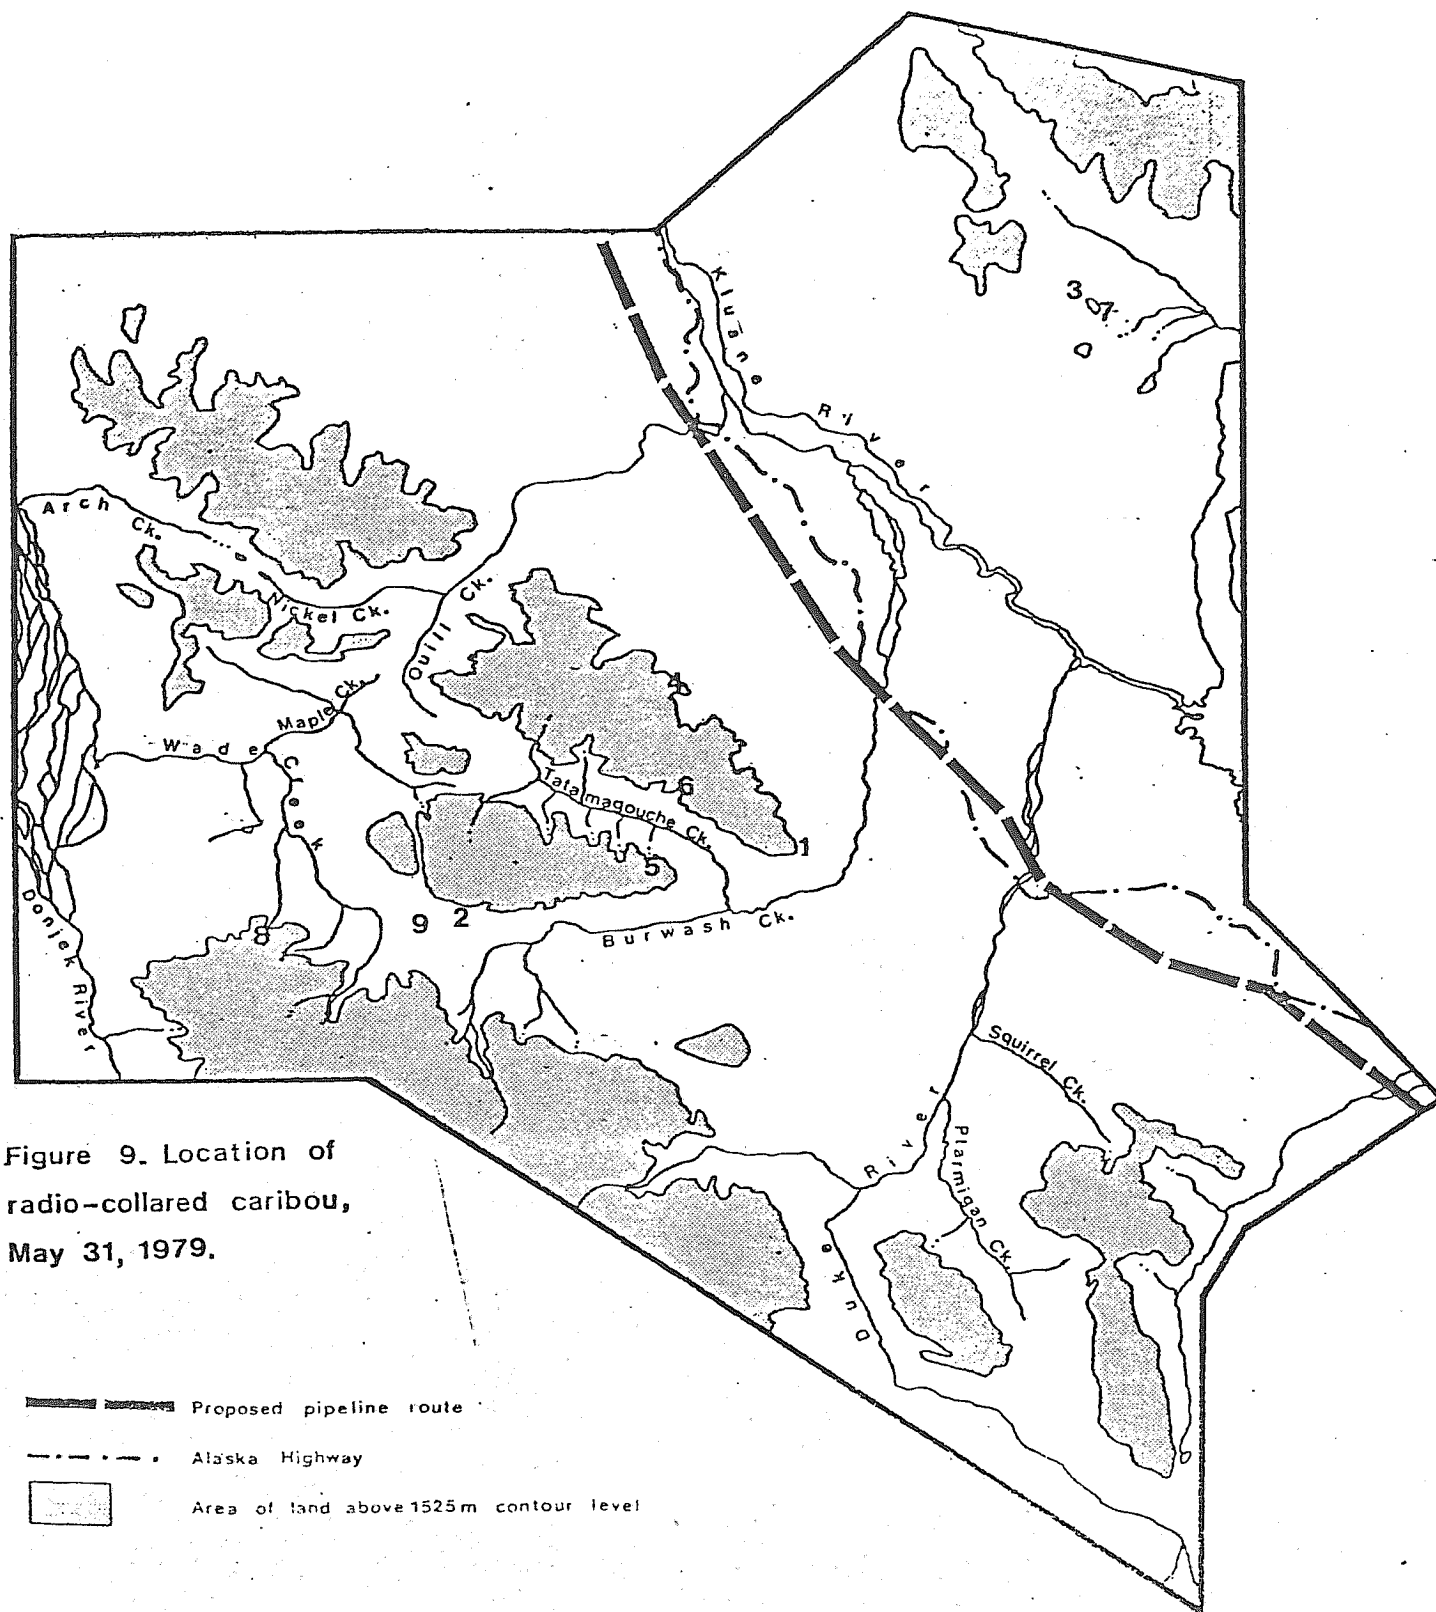 Kluane
River
3
7
Arch
Ck.
Nickel Ck.
Quill Ck.
4
Maple Ck.
Wade
Creek
Tatalmagouche Ck.
6
1
5
9
2
8
Burwash Ck.
Donjek River
Squirrel Ck.
Ptarmigan Ck.
Duke
River
Figure 9. Location of
radio-collared caribou,
May 31, 1979.
Proposed pipeline route
Alaska Highway
Area of land above 1525m contour level